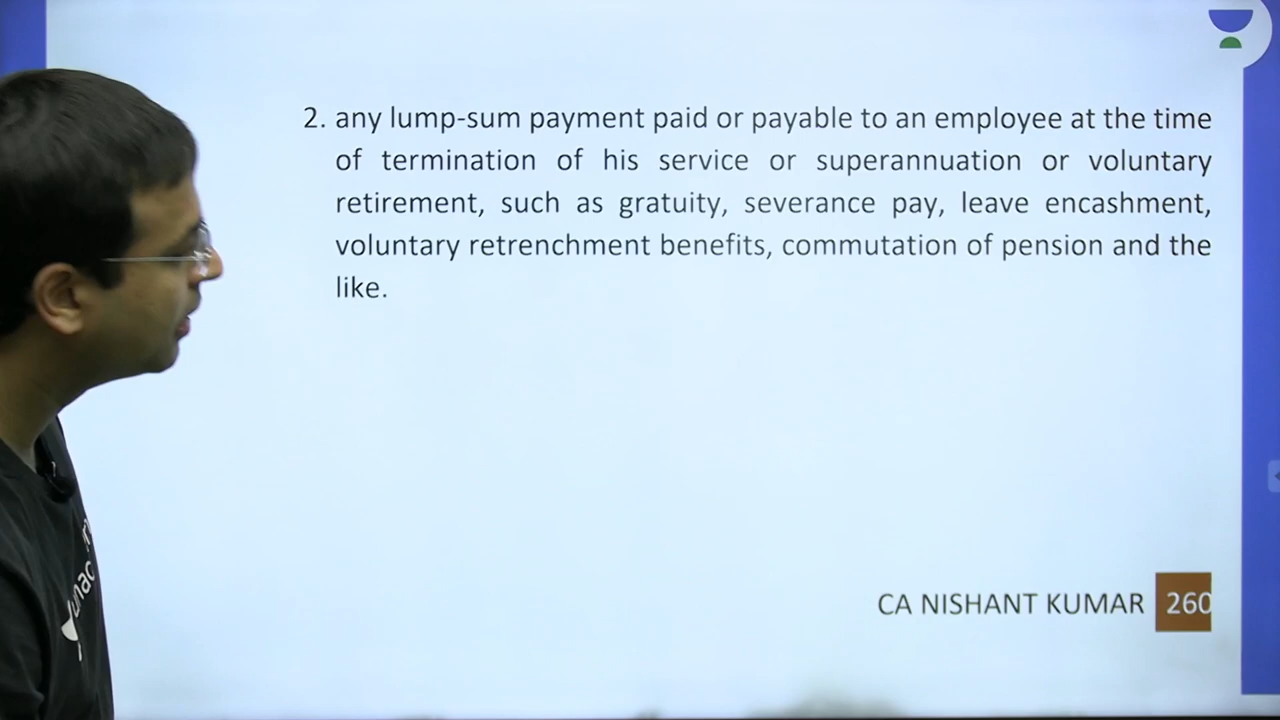 2. any lump-sum payment paid or payable to an employee at the time
of termination of his service or superannuation or voluntary
retirement, such as gratuity, severance pay, leave encashment,
voluntary retrenchment benefits, commutation of pension and the
like.
CA NISHANT KUMAR 260